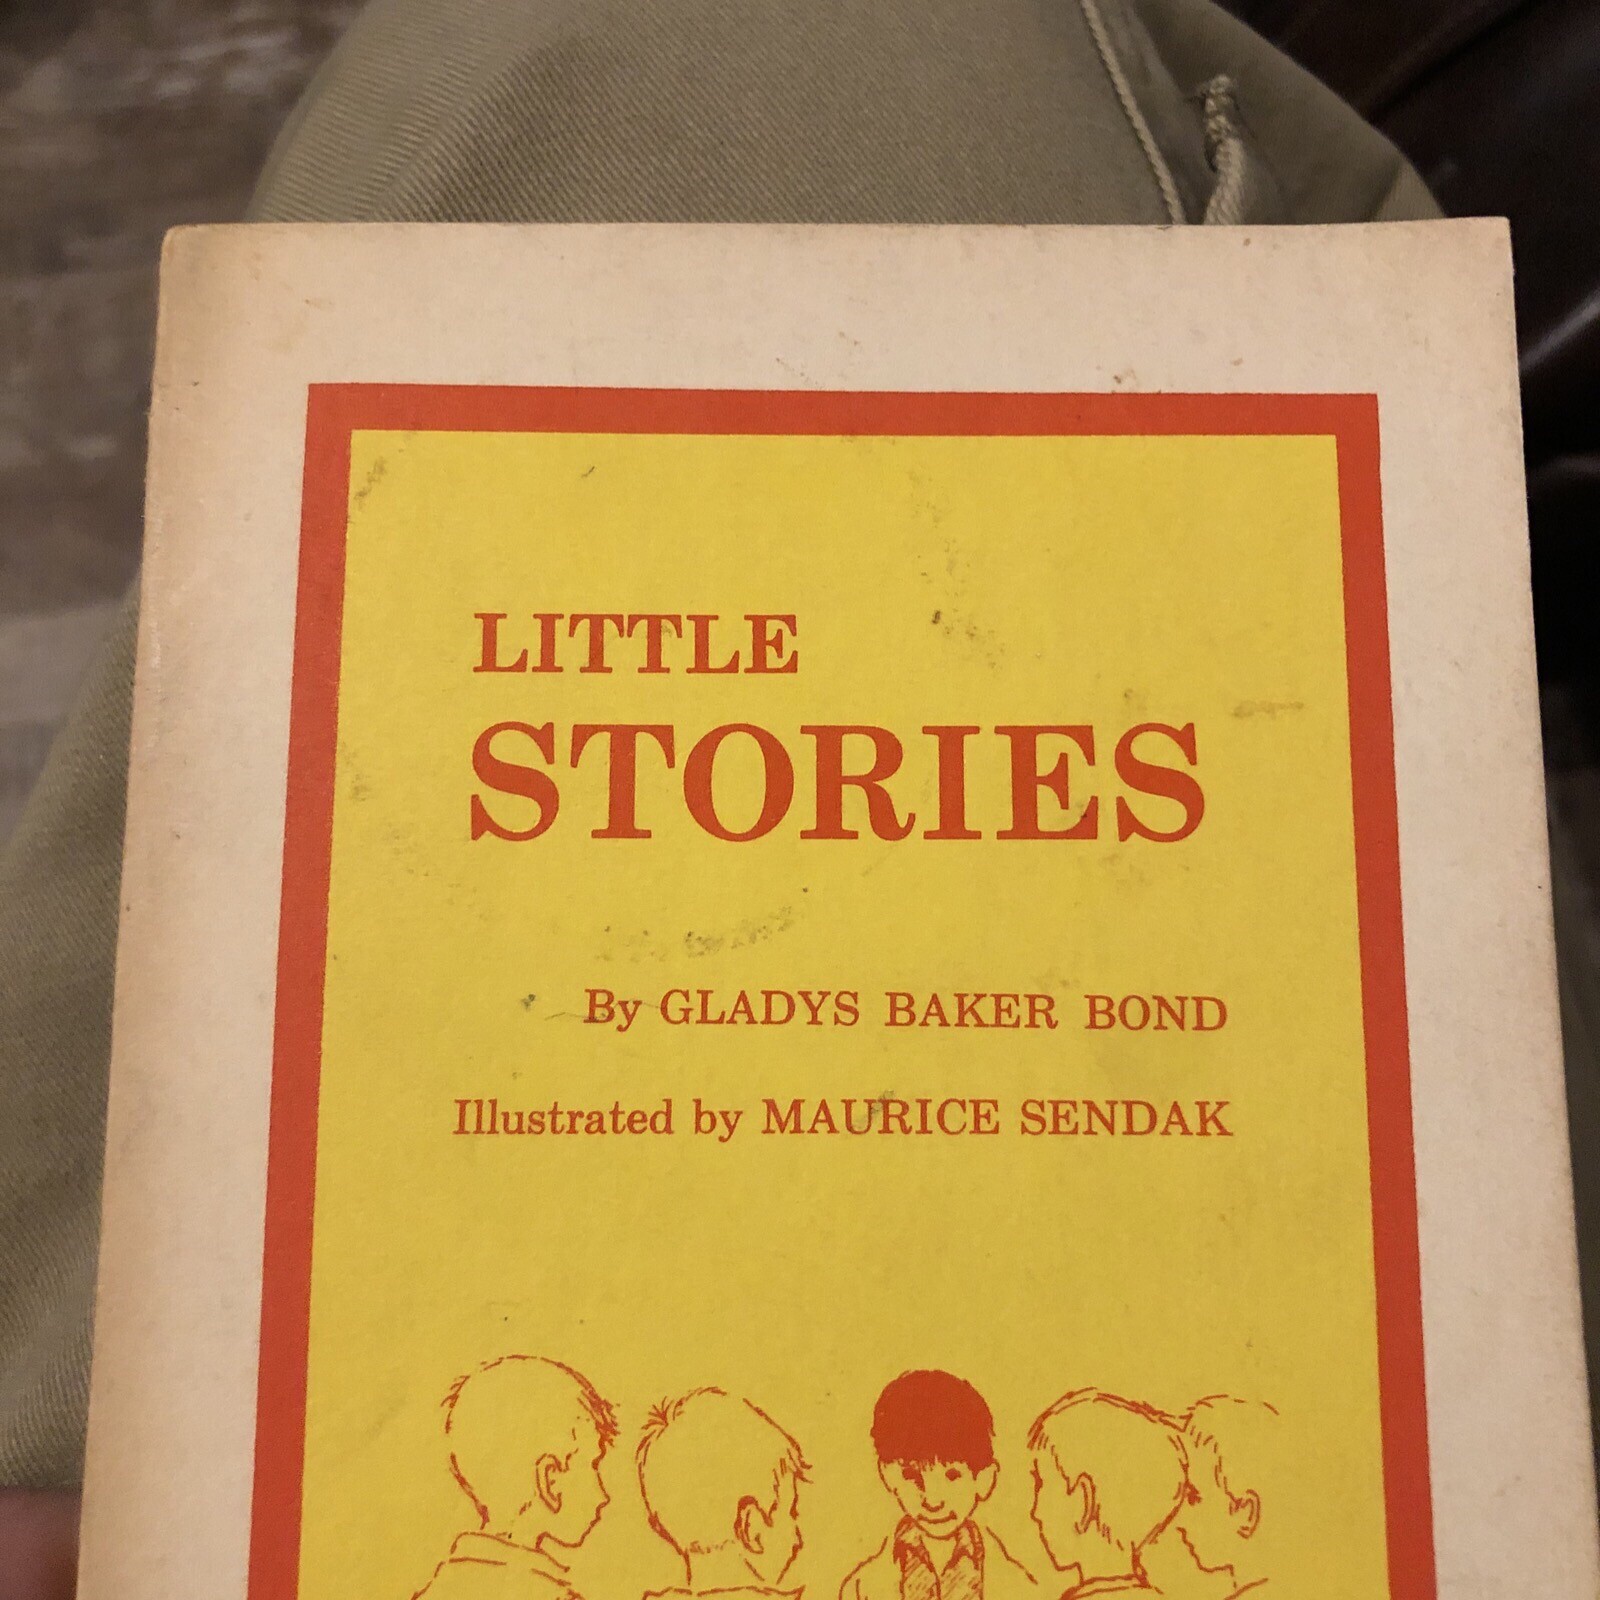 LITTLE
STORIES
By GLADYS BAKER BOND
Illustrated by MAURICE SENDAK